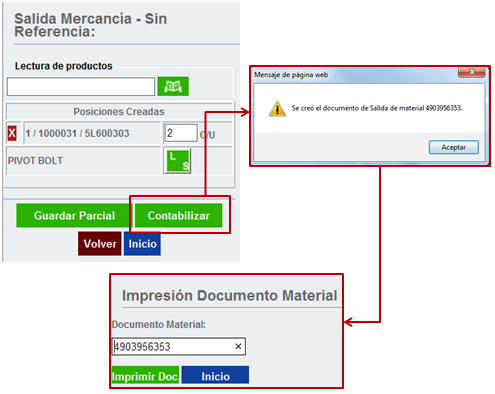 Salida Mercancía - Sin
Referencia:
Lectura de productos
Posiciones Creadas
X 1 / 1000031 / 5L600303 2 C/U
PIVOT BOLT L S
Guardar Parcial Contabilizar
Volver Inicio
Mensaje de página web
Se creó el documento de Salida de material 4903956353.
Aceptar
Impresión Documento Material
Documento Material:
4903956353
Imprimir Doc. Inicio